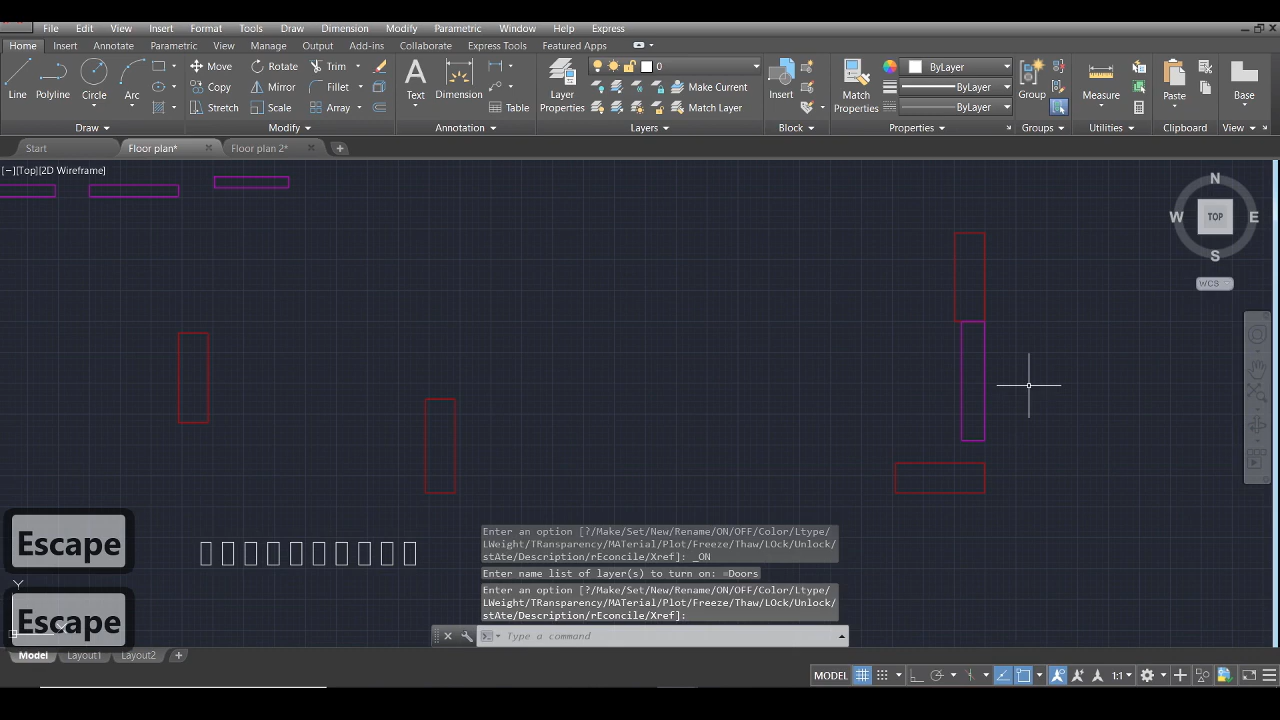 File Edit View Insert Format Tools Draw Dimension Modify Parametric Window Help Express
Home Insert Annotate Parametric View Manage Output Add-ins Collaborate Express Tools Featured Apps
Line Polyline Circle Arc
Move Rotate Trim
Copy Mirror Fillet
Stretch Scale Array
Text Dimension Table
Layer Properties
0
Make Current
Match Layer
Insert
Match Properties
ByLayer
ByLayer
ByLayer
Group
Measure
Paste
Base
Draw Modify Annotation Layers Block Properties Groups Utilities Clipboard View
Start Floor plan* Floor plan 2*
[−][Top][2D Wireframe]
N
W TOP E
S
WCS
Escape
Escape
Y
Enter an option [?/Make/Set/New/Rename/ON/OFF/Color/Ltype/
LWeight/TRansparency/MATerial/Plot/Freeze/Thaw/LOck/Unlock/
stAte/Description/rEconcile/Xref]: _ON
Enter name list of layer(s) to turn on: =Doors
Enter an option [?/Make/Set/New/Rename/ON/OFF/Color/Ltype/
LWeight/TRansparency/MATerial/Plot/Freeze/Thaw/LOck/Unlock/
stAte/Description/rEconcile/Xref]:
Type a command
Model Layout1 Layout2
MODEL 1:1